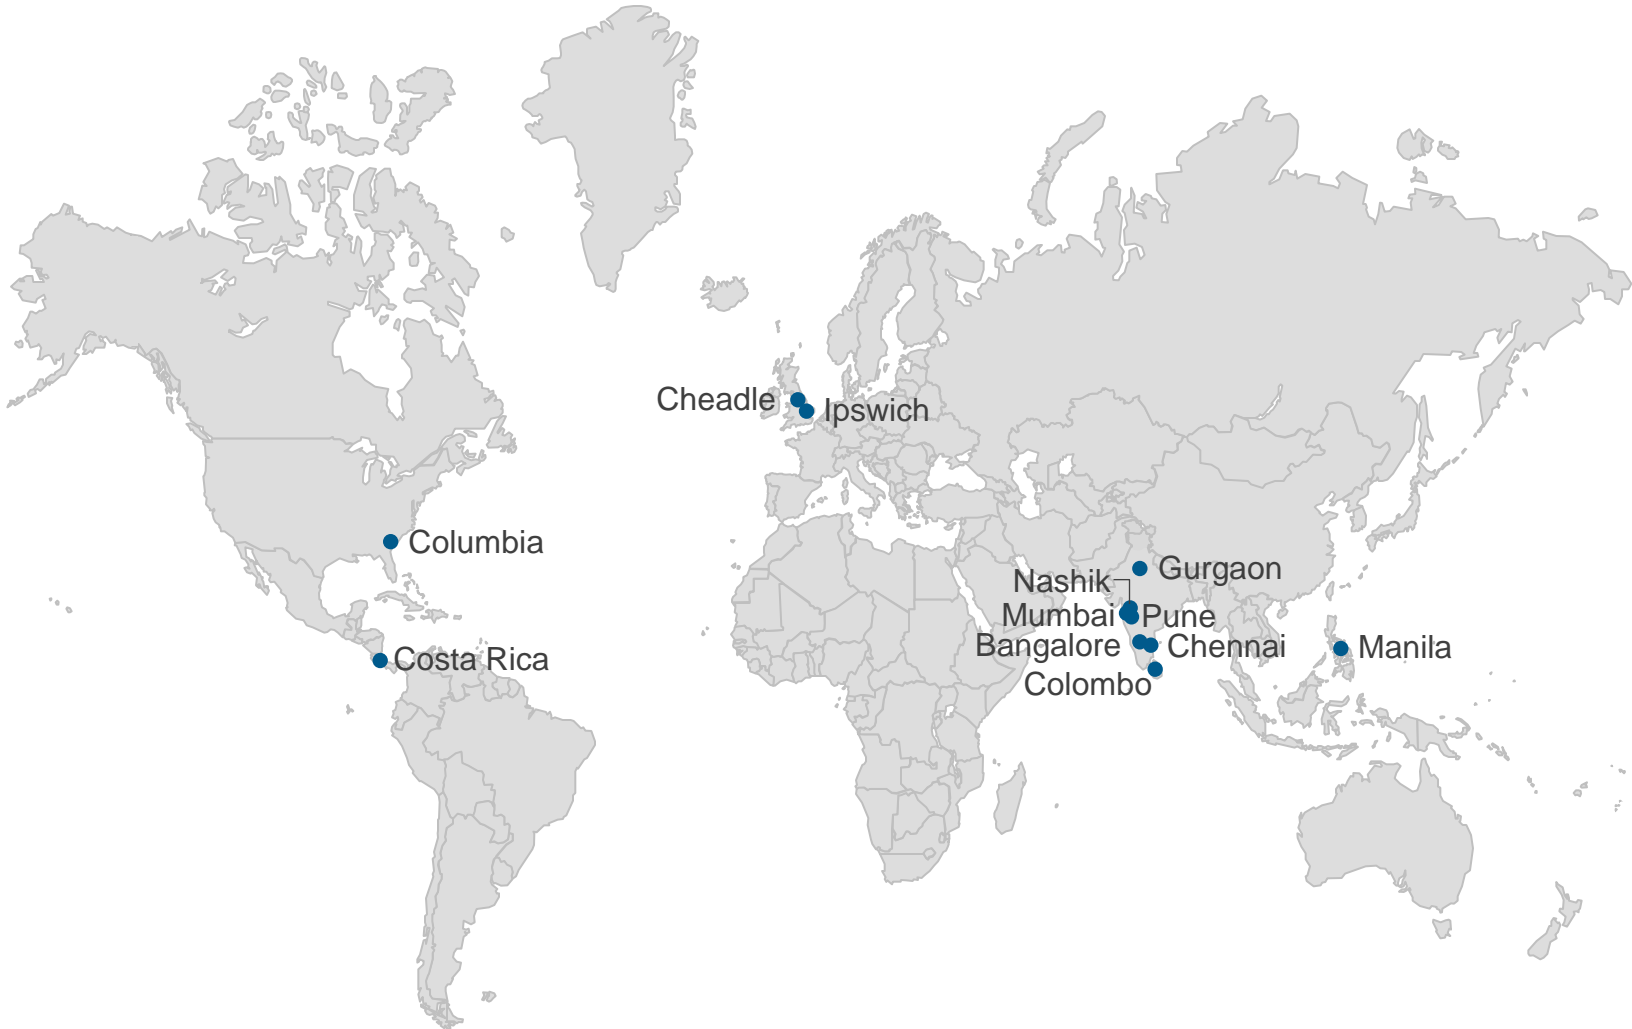 Cheadle
Ipswich
Columbia
Gurgaon
Nashik
Mumbai
Pune
Bangalore
Chennai
Manila
Costa Rica
Colombo